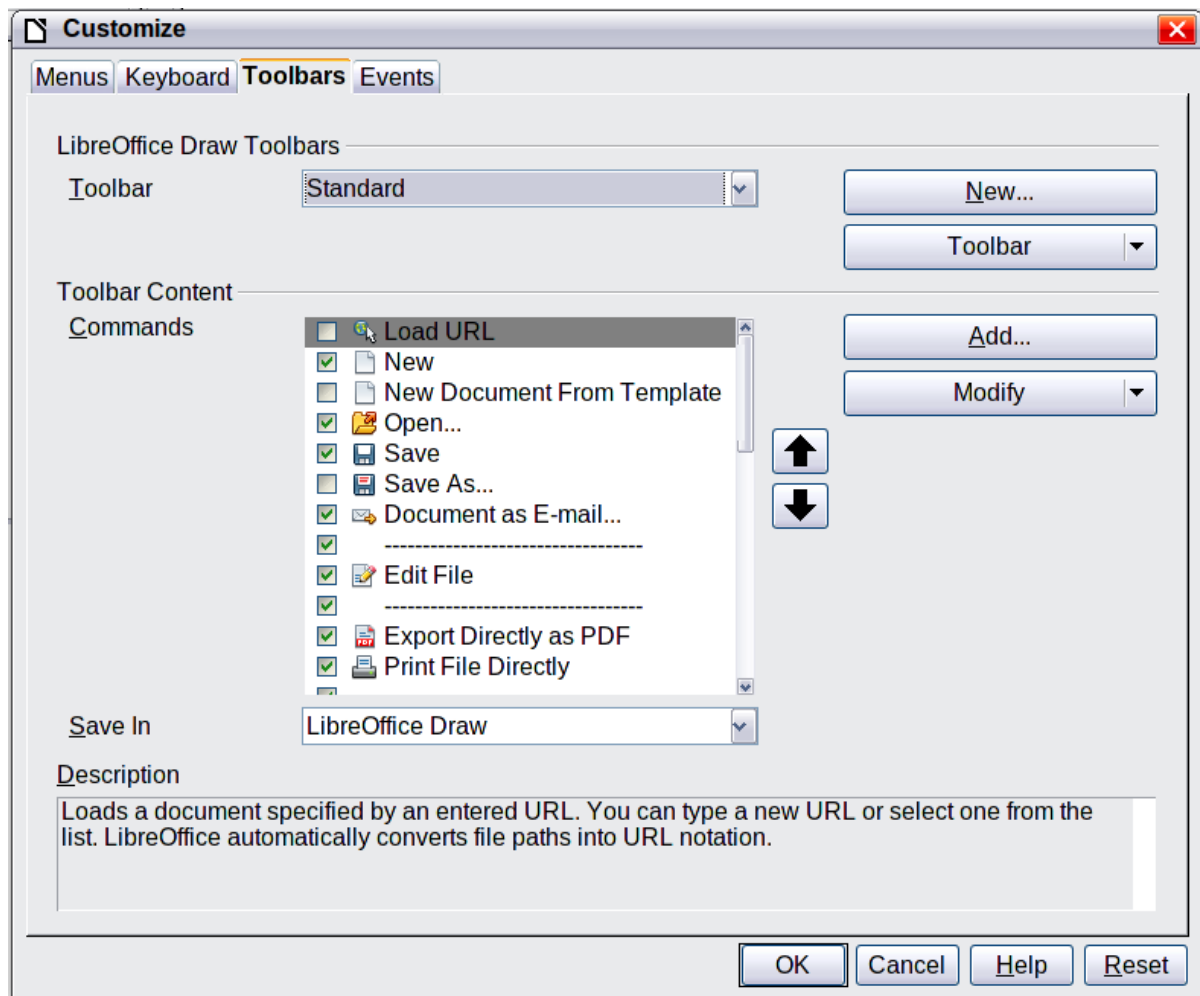 Customize
Menus Keyboard Toolbars Events
LibreOffice Draw Toolbars
Toolbar Standard New...
Toolbar
Toolbar Content
Commands
Load URL
New
New Document From Template
Open...
Save
Save As...
Document as E-mail...
----------------------------------
Edit File
----------------------------------
Export Directly as PDF
Print File Directly
Add...
Modify
Save In LibreOffice Draw
Description
Loads a document specified by an entered URL. You can type a new URL or select one from the
list. LibreOffice automatically converts file paths into URL notation.
OK Cancel Help Reset